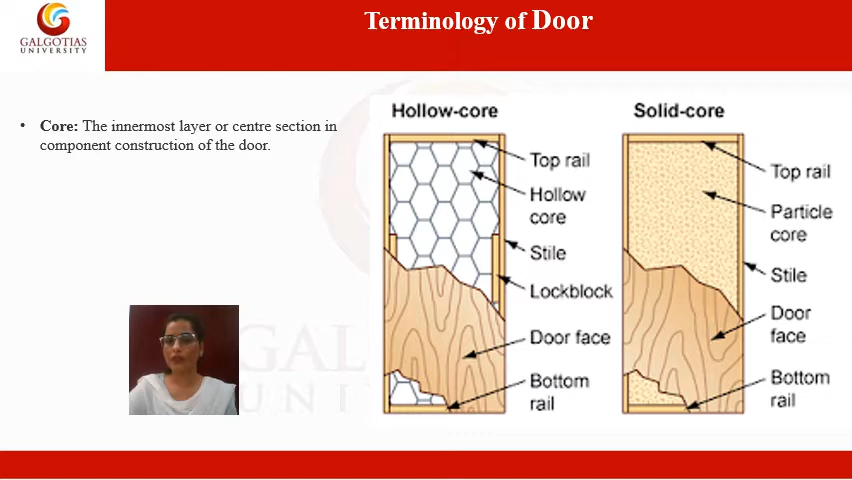 GALGOTIAS
UNIVERSITY
Terminology of Door
• Core: The innermost layer or centre section in
component construction of the door.
Hollow-core
Top rail
Hollow
core
Stile
Lockblock
Door face
Bottom
rail
Solid-core
Top rail
Particle
core
Stile
Door
face
Bottom
rail